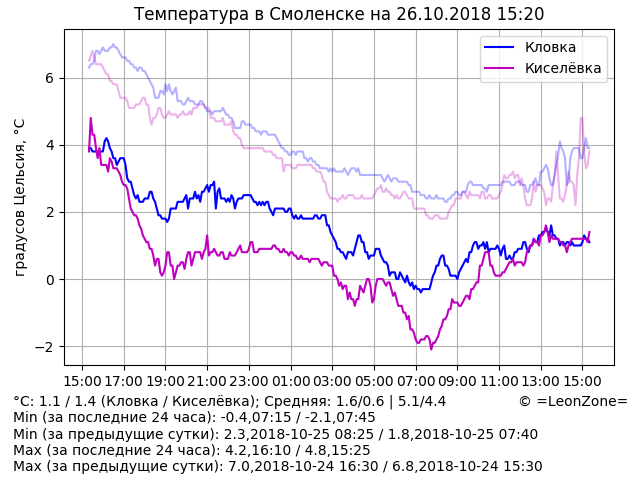 Температура в Смоленске на 26.10.2018 15:20
Кловка
Киселёвка
градусов Цельсия, °C
6
4
2
0
−2
15:00 17:00 19:00 21:00 23:00 01:00 03:00 05:00 07:00 09:00 11:00 13:00 15:00
°C: 1.1 / 1.4 (Кловка / Киселёвка); Средняя: 1.6/0.6 | 5.1/4.4 © =LeonZone=
Min (за последние 24 часа): -0.4,07:15 / -2.1,07:45
Min (за предыдущие сутки): 2.3,2018-10-25 08:25 / 1.8,2018-10-25 07:40
Max (за последние 24 часа): 4.2,16:10 / 4.8,15:25
Max (за предыдущие сутки): 7.0,2018-10-24 16:30 / 6.8,2018-10-24 15:30